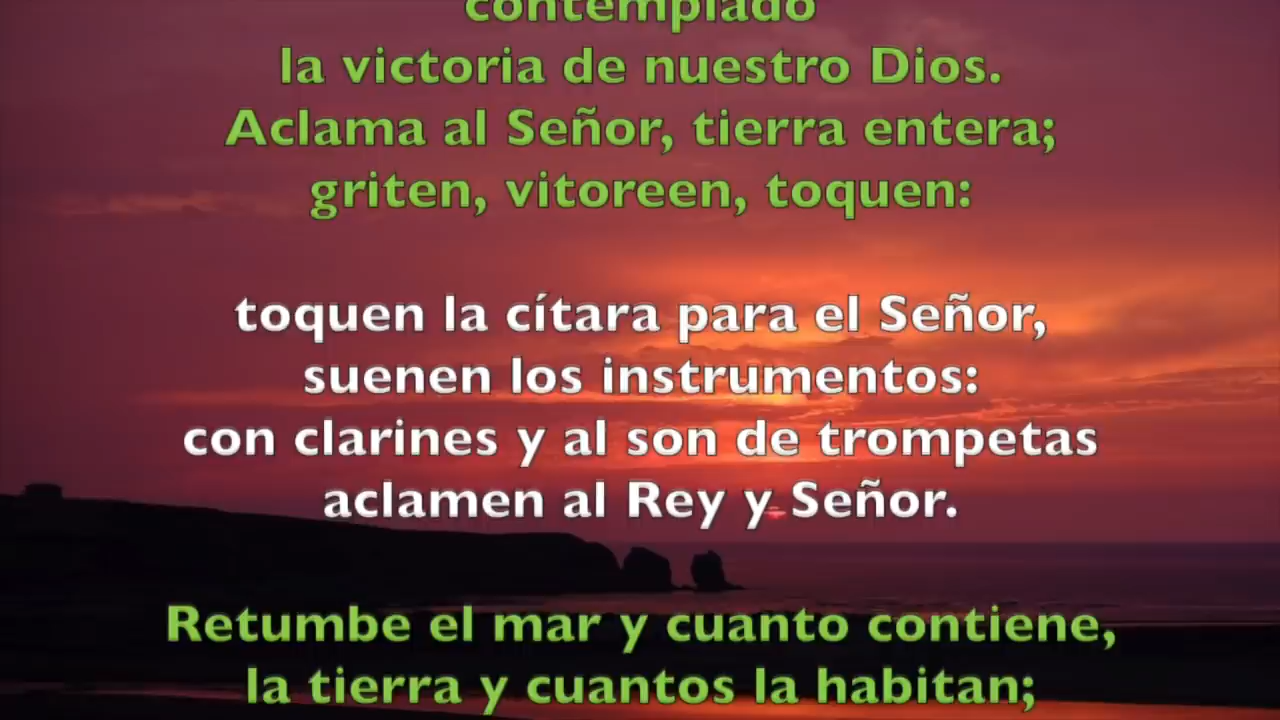 contemplado
la victoria de nuestro Dios.
Aclama al Señor, tierra entera;
griten, vitoreen, toquen:
toquen la cítara para el Señor,
suenen los instrumentos:
con clarines y al son de trompetas
aclamen al Rey y Señor.
Retumbe el mar y cuanto contiene,
la tierra y cuantos la habitan;